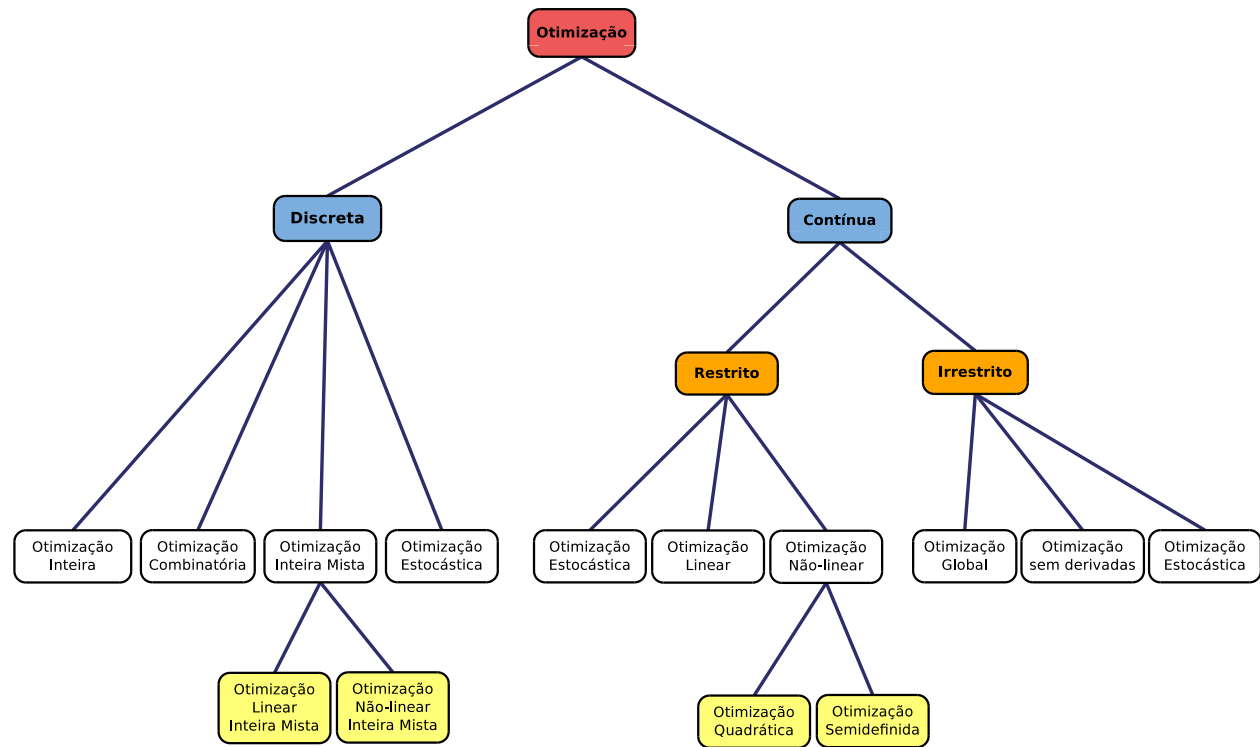 Otimização
Discreta
Contínua
Restrito
Irrestrito
Otimização
Inteira
Otimização
Combinatória
Otimização
Inteira Mista
Otimização
Estocástica
Otimização
Estocástica
Otimização
Linear
Otimização
Não-linear
Otimização
Global
Otimização
sem derivadas
Otimização
Estocástica
Otimização
Linear
Inteira Mista
Otimização
Não-linear
Inteira Mista
Otimização
Quadrática
Otimização
Semidefinida